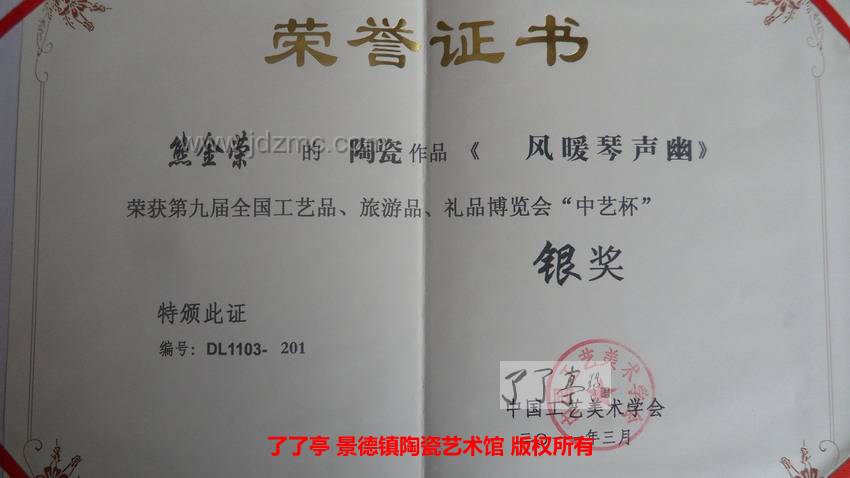 荣誉证书
www.jdzmc.com
熊金荣 的 陶瓷 作品《 风暖琴声幽》
荣获第九届全国工艺品、旅游品、礼品博览会“中艺杯”
银奖
特颁此证
编号：DL1103- 201
了了亭
中国工艺美术学会
年三月
了了亭 景德镇陶瓷艺术馆 版权所有